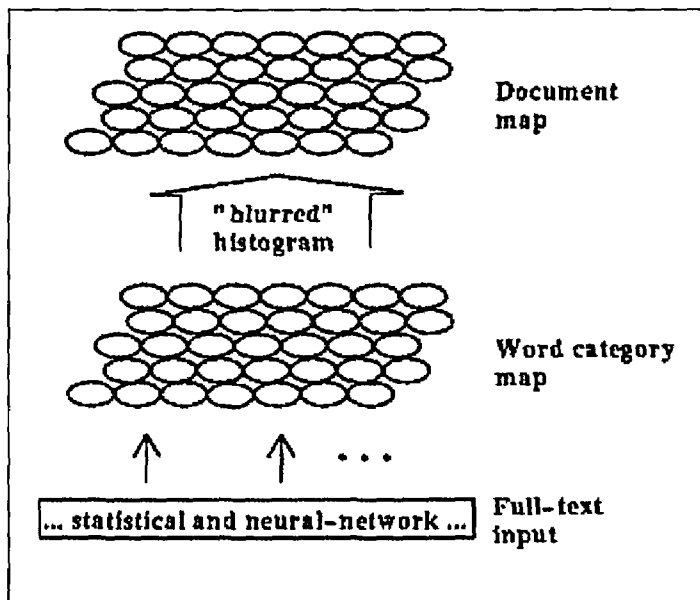 Document
map
"blurred"
histogram
Word category
map
... statistical and neural-network ...
Full-text
input